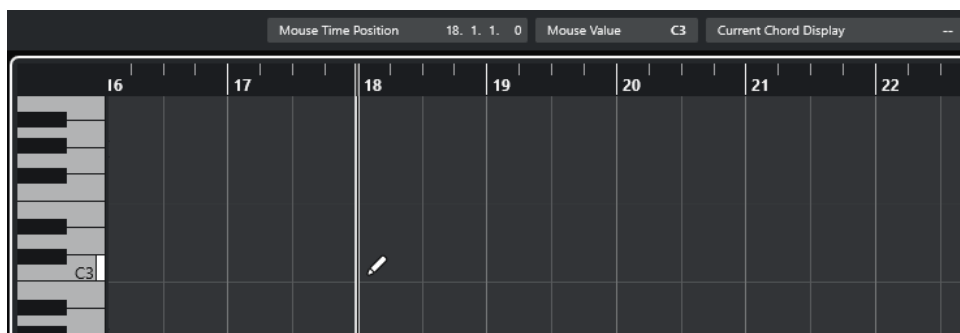 Mouse Time Position 18. 1. 1. 0 Mouse Value C3 Current Chord Display --
16 17 18 19 20 21 22
C3